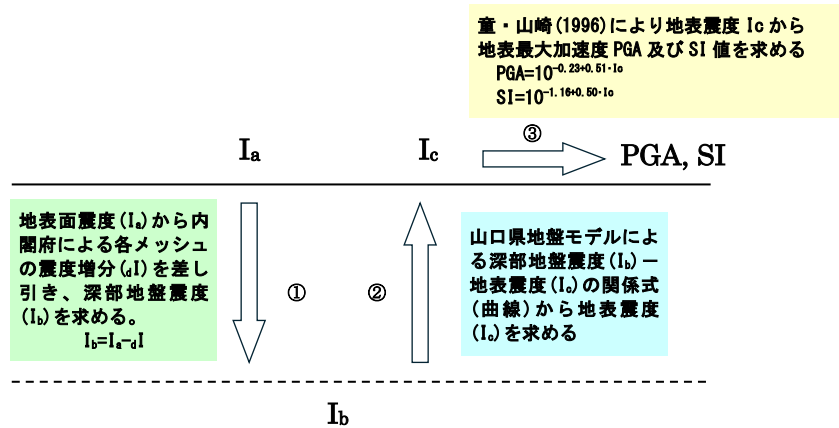 童・山崎(1996)により地表震度 Ic から
地表最大加速度 PGA 及び SI 値を求める
PGA=10^-0.23+0.51·Ic
SI=10^-1.16+0.50·Ic
③
Ia
Ic
PGA, SI
地表面震度(Ia)から内
閣府による各メッシュ
の震度増分(dI)を差し
引き、深部地盤震度
(Ib)を求める。
Ib=Ia-dI
①
②
山口県地盤モデルによ
る深部地盤震度(Ib)－
地表震度(Ic)の関係式
(曲線)から地表震度
(Ic)を求める
Ib